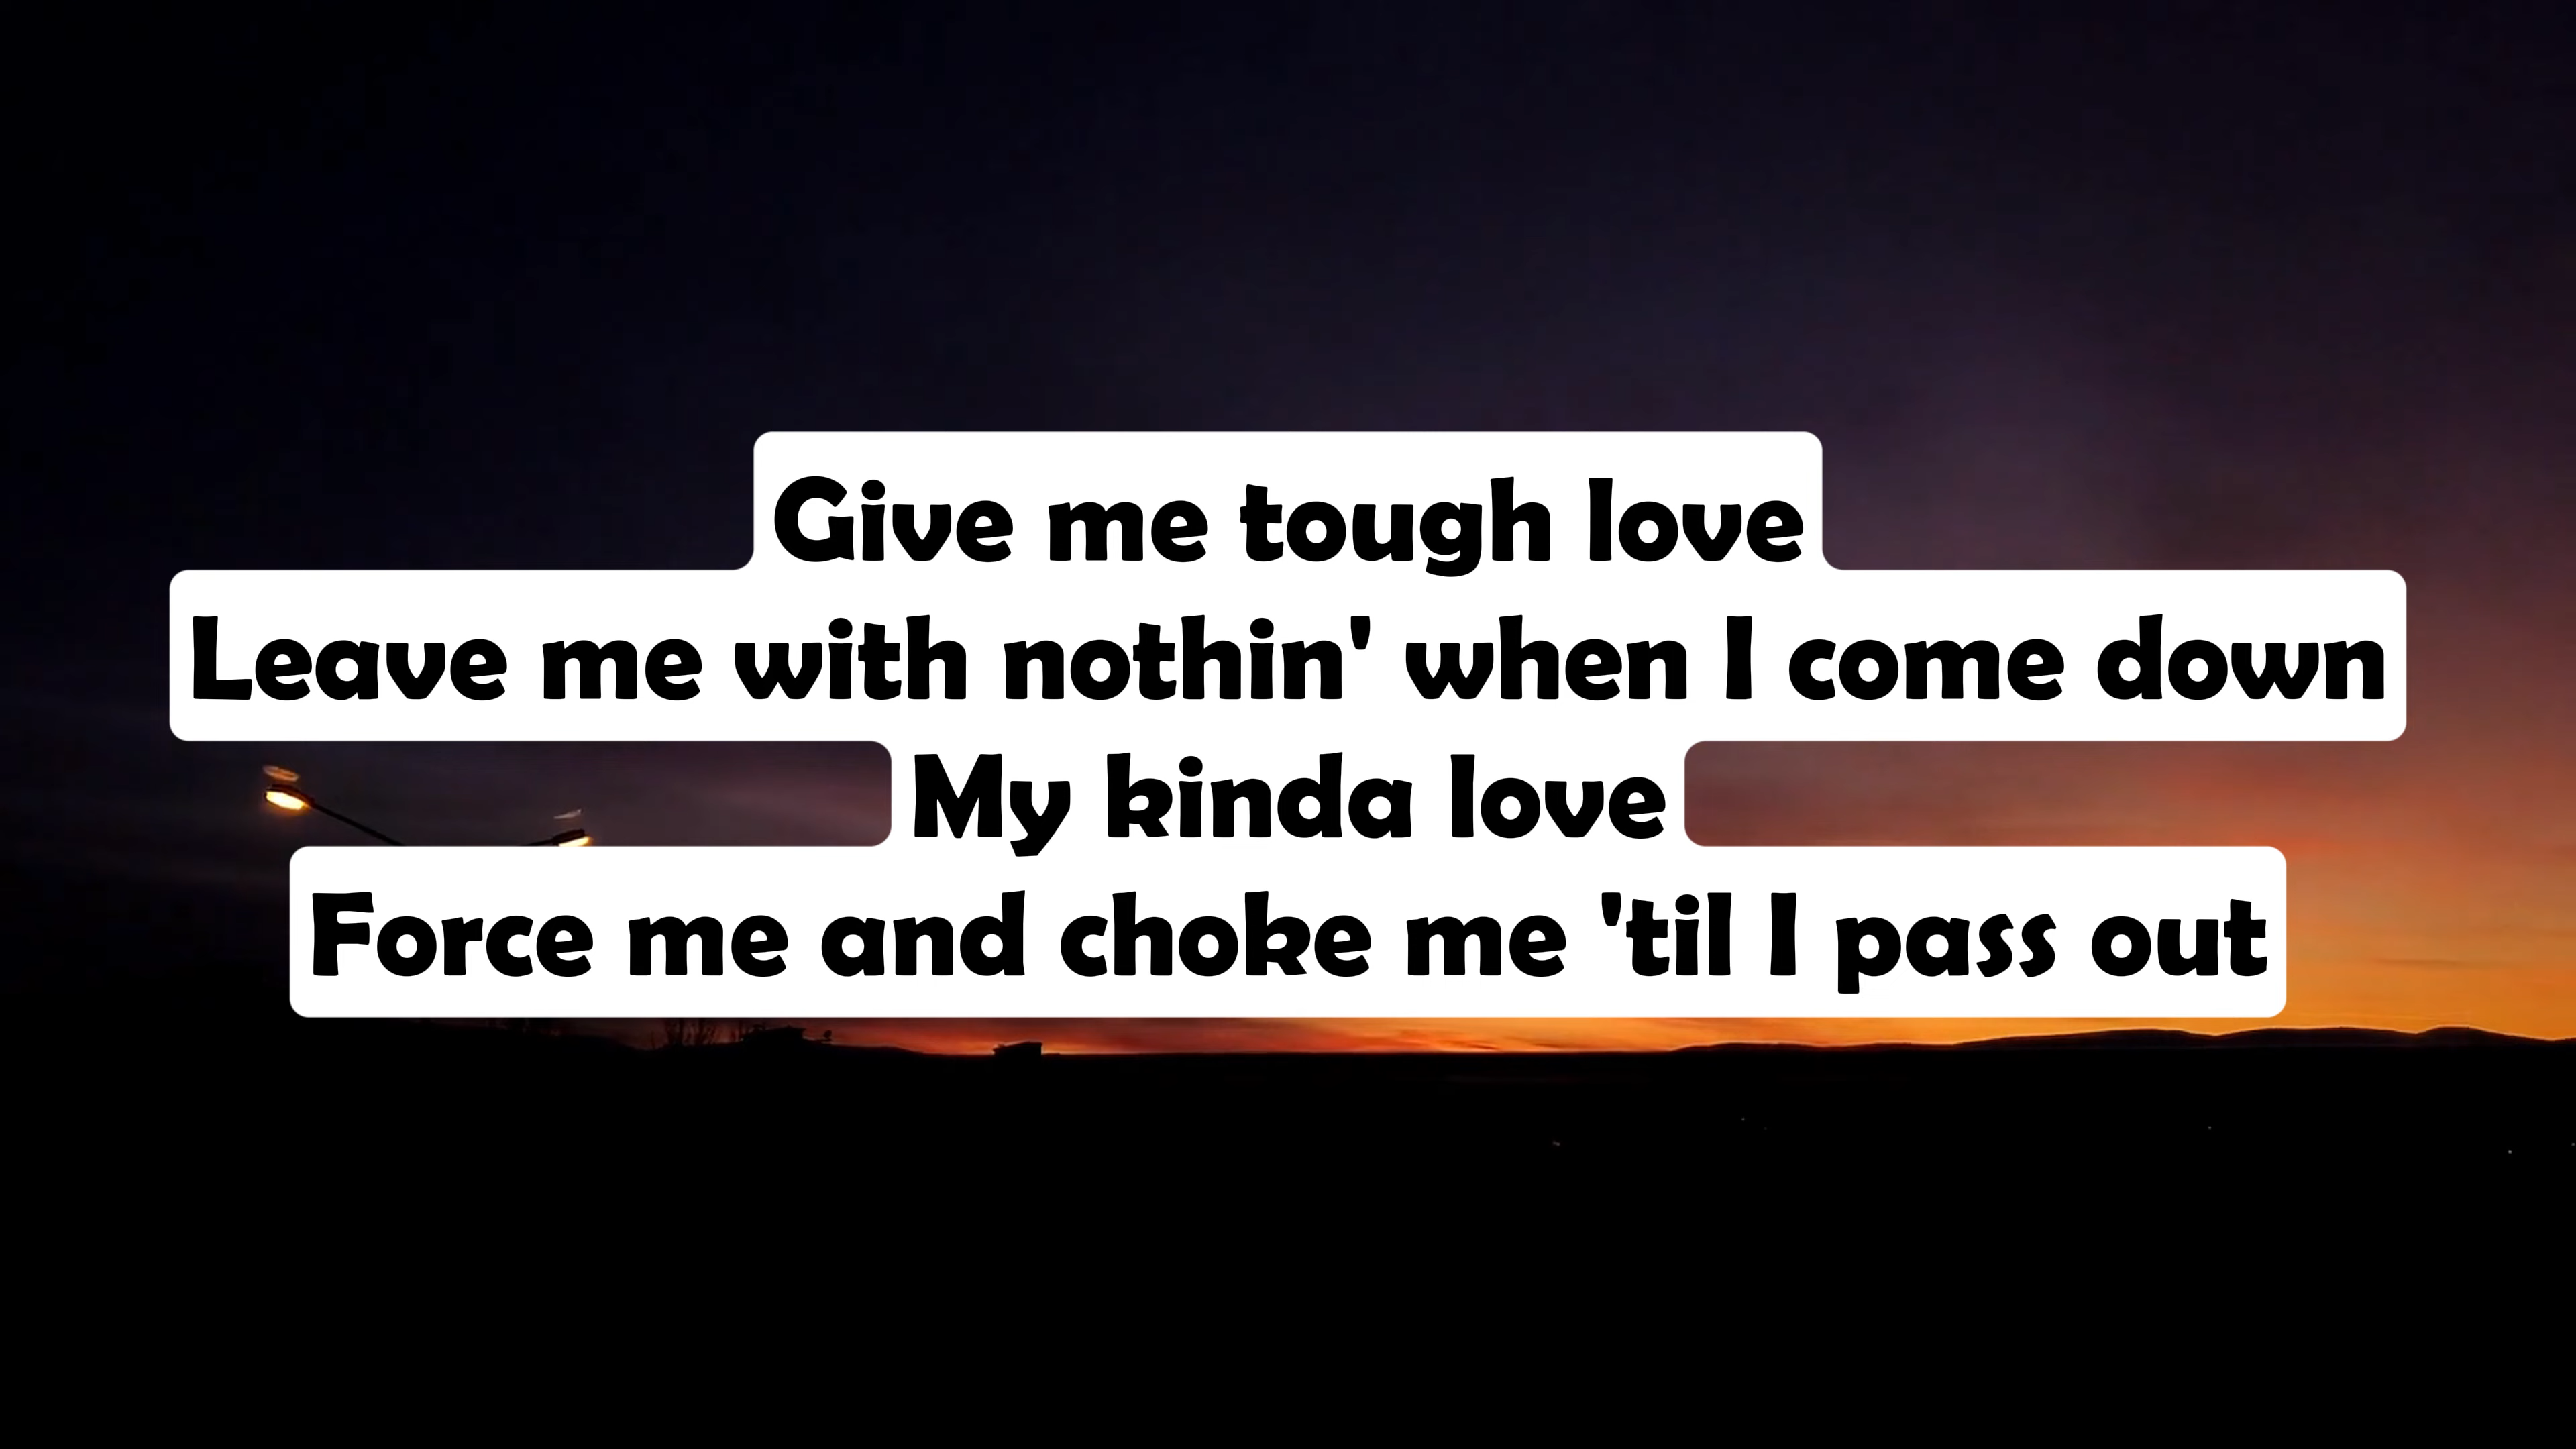 Give me tough love
Leave me with nothin' when I come down
My kinda love
Force me and choke me 'til I pass out